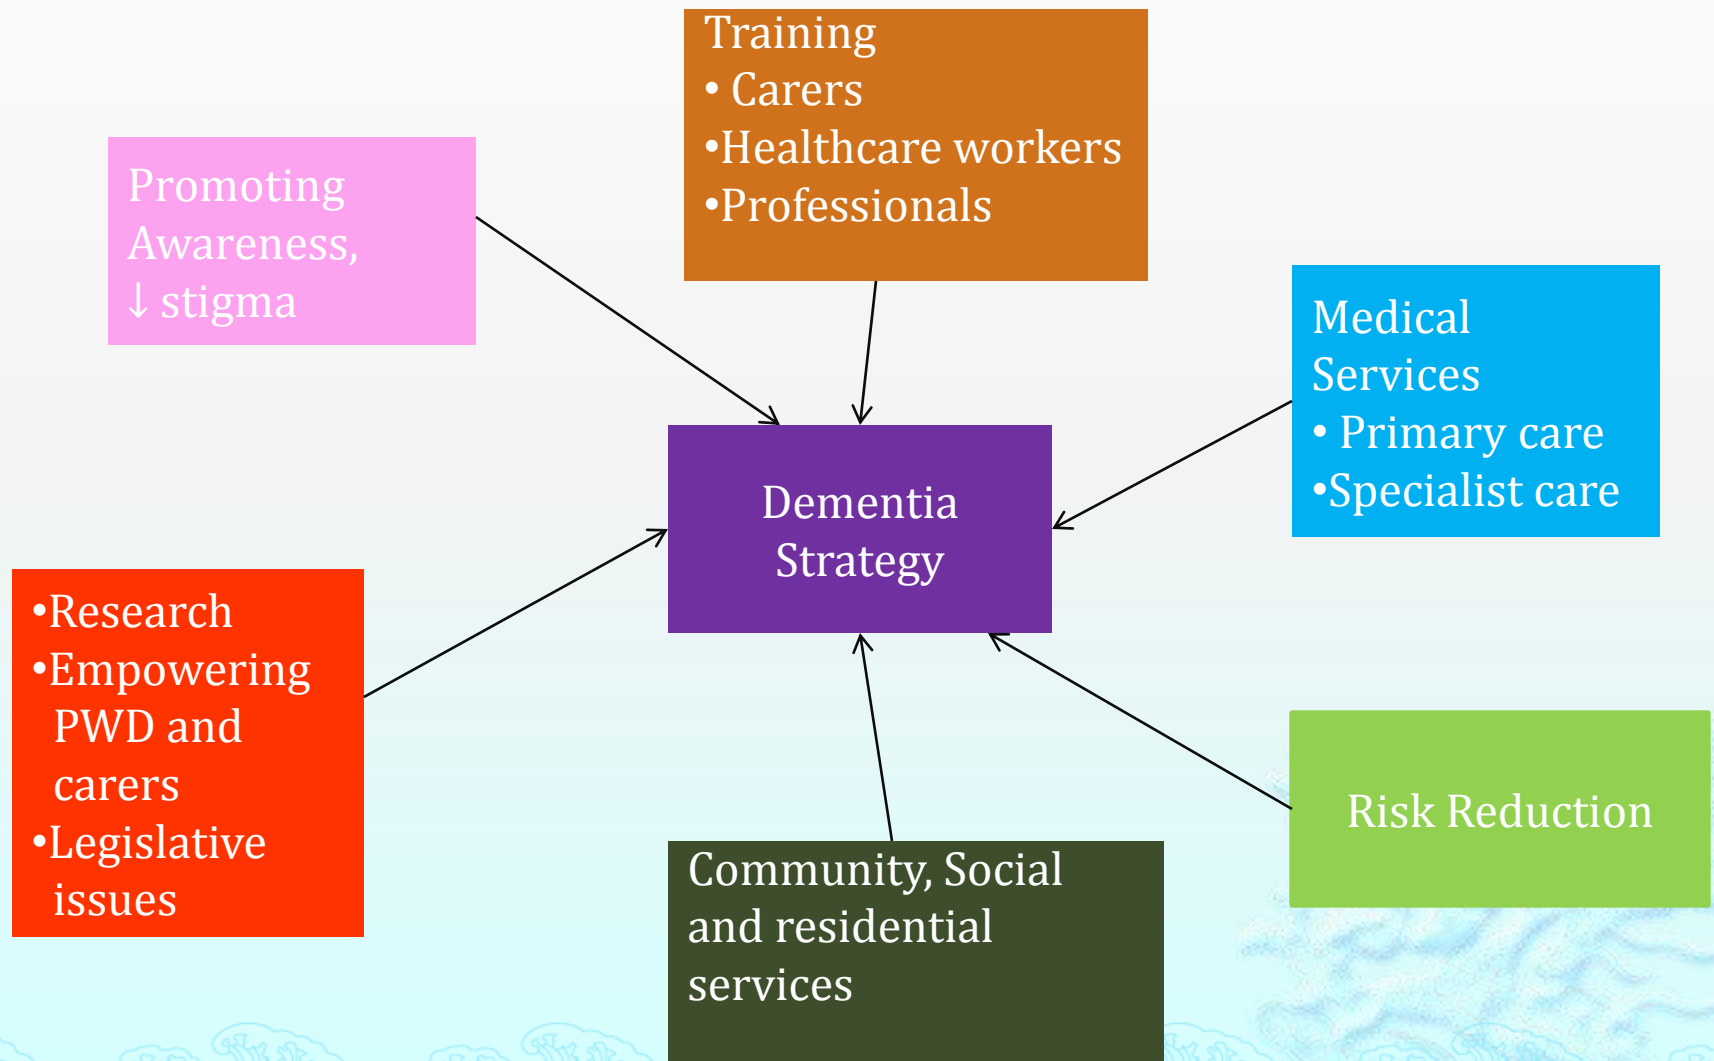 Training
• Carers
•Healthcare workers
•Professionals
Promoting
Awareness,
↓ stigma
Medical
Services
• Primary care
•Specialist care
Dementia
Strategy
•Research
•Empowering
PWD and
carers
•Legislative
issues
Risk Reduction
Community, Social
and residential
services